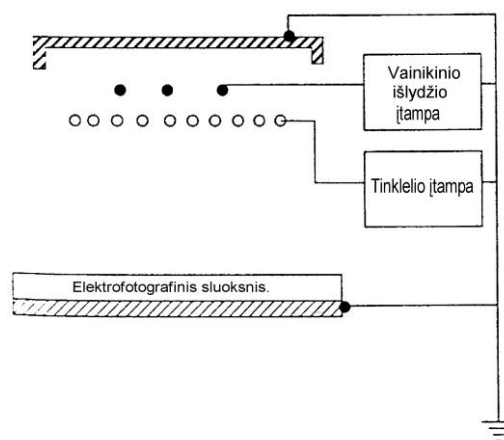 Vainikinio
išlydžio
įtampa
Tinklelio įtampa
Elektrofotografinis sluoksnis.